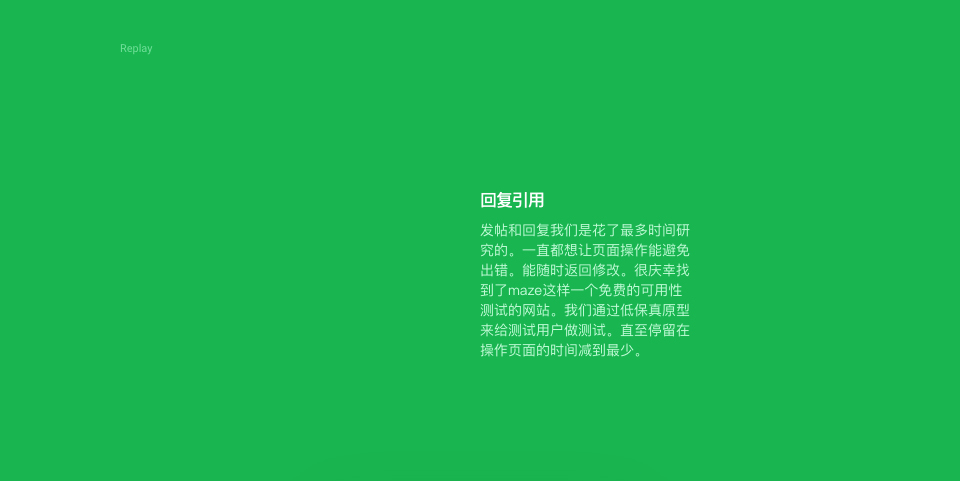 Replay
回复引用
发帖和回复我们是花了最多时间研
究的。一直都想让页面操作能避免
出错。能随时返回修改。很庆幸找
到了maze这样一个免费的可用性
测试的网站。我们通过低保真原型
来给测试用户做测试。直至停留在
操作页面的时间减到最少。